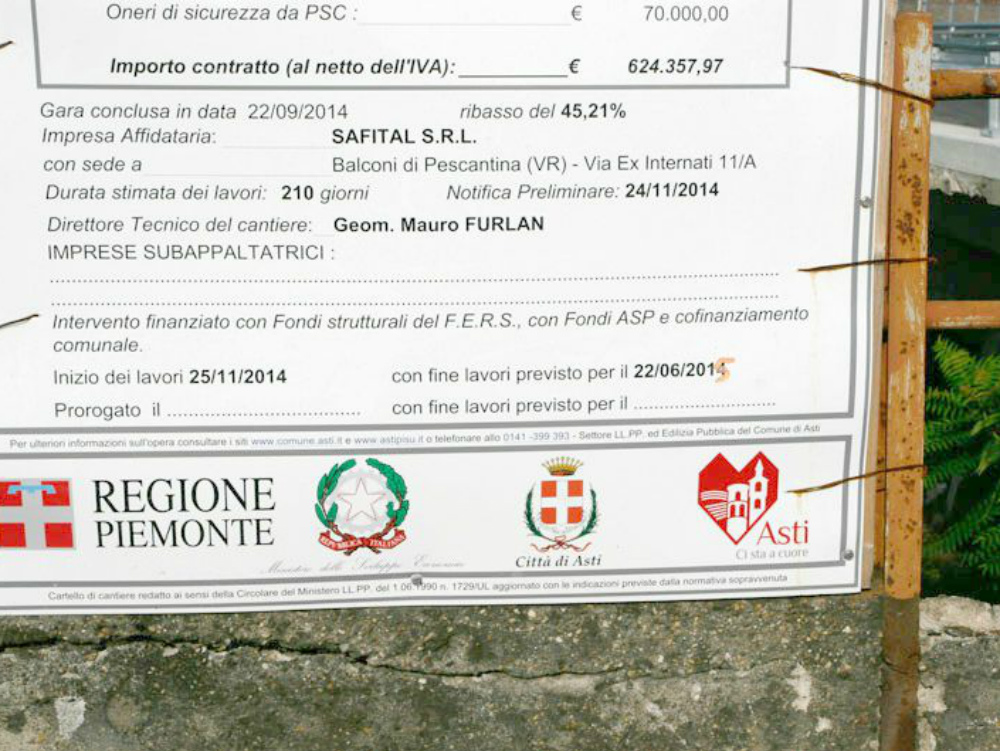 Oneri di sicurezza da PSC : € 70.000,00
Importo contratto (al netto dell'IVA): € 624.357,97
Gara conclusa in data 22/09/2014 ribasso del 45,21%
Impresa Affidataria: SAFITAL S.R.L.
con sede a Balconi di Pescantina (VR) - Via Ex Internati 11/A
Durata stimata dei lavori: 210 giorni Notifica Preliminare: 24/11/2014
Direttore Tecnico del cantiere: Geom. Mauro FURLAN
IMPRESE SUBAPPALTATRICI :
Intervento finanziato con Fondi strutturali del F.E.R.S., con Fondi ASP e cofinanziamento
comunale.
Inizio dei lavori 25/11/2014 con fine lavori previsto per il 22/06/2015
Prorogato il .................................... con fine lavori previsto per il ..........................
Per ulteriori informazioni sull'opera consultare i siti www.comune.asti.it e www.astipisu.it o telefonare allo 0141 -399 393 - Settore LL.PP. ed Edilizia Pubblica del Comune di Asti
REGIONE
PIEMONTE
REPVBBLICA ITALIANA
Ministero dello Sviluppo Economico
Città di Asti
Asti
Ci sta a cuore
Cartello di cantiere redatto ai sensi della Circolare del Ministero LL.PP. del 1.06.1990 n. 1729/UL aggiornato con le indicazioni previste dalla normativa sopravvenuta